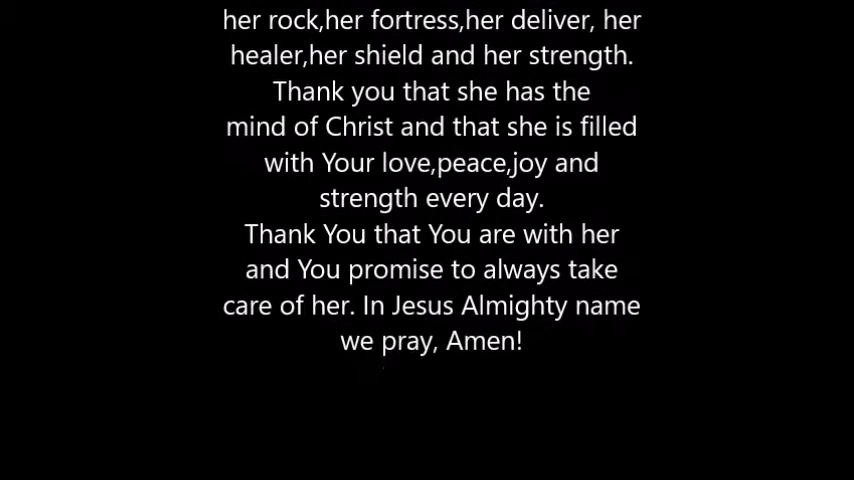 her rock,her fortress,her deliver, her
healer,her shield and her strength.
Thank you that she has the
mind of Christ and that she is filled
with Your love,peace,joy and
strength every day.
Thank You that You are with her
and You promise to always take
care of her. In Jesus Almighty name
we pray, Amen!